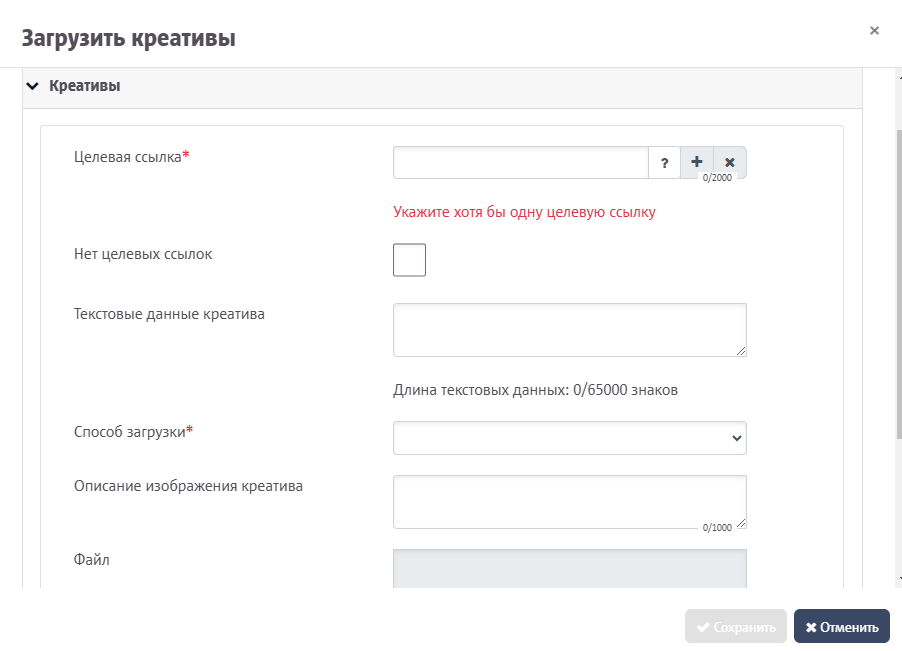 Загрузить креативы
×
Креативы
Целевая ссылка*
?
0/2000
Укажите хотя бы одну целевую ссылку
Нет целевых ссылок
Текстовые данные креатива
Длина текстовых данных: 0/65000 знаков
Способ загрузки*
Описание изображения креатива
0/1000
Файл
Сохранить
Отменить